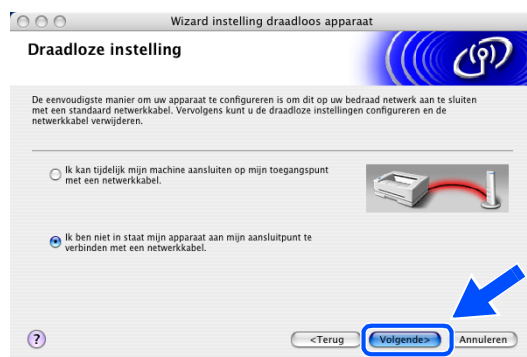 Wizard instelling draadloos apparaat
Draadloze instelling
De eenvoudigste manier om uw apparaat te configureren is om dit op uw bedraad netwerk aan te sluiten
met een standaard netwerkkabel. Vervolgens kunt u de draadloze instellingen configureren en de
netwerkkabel verwijderen.
Ik kan tijdelijk mijn machine aansluiten op mijn toegangspunt
met een netwerkkabel.
Ik ben niet in staat mijn apparaat aan mijn aansluitpunt te
verbinden met een netwerkkabel.
? <Terug Volgende> Annuleren